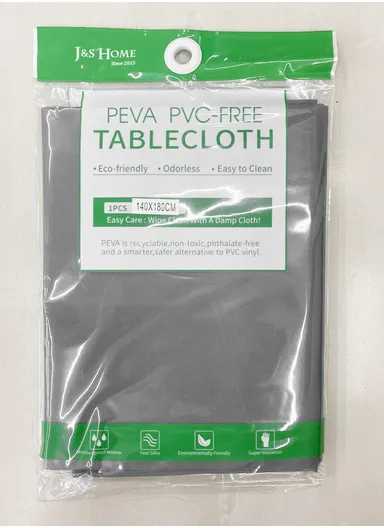 J&S HOME
Since 2015
PEVA PVC-FREE
TABLECLOTH
• Eco-friendly • Odorless • Easy to Clean
1PCS 140X180CM
Easy Care : Wipe Clean With A Damp Cloth!
PEVA is recyclable,non-toxic,phthalate-free
and a smarter,safer alternative to PVC vinyl.
Feel Silky Environmentally Friendly Super Insulation